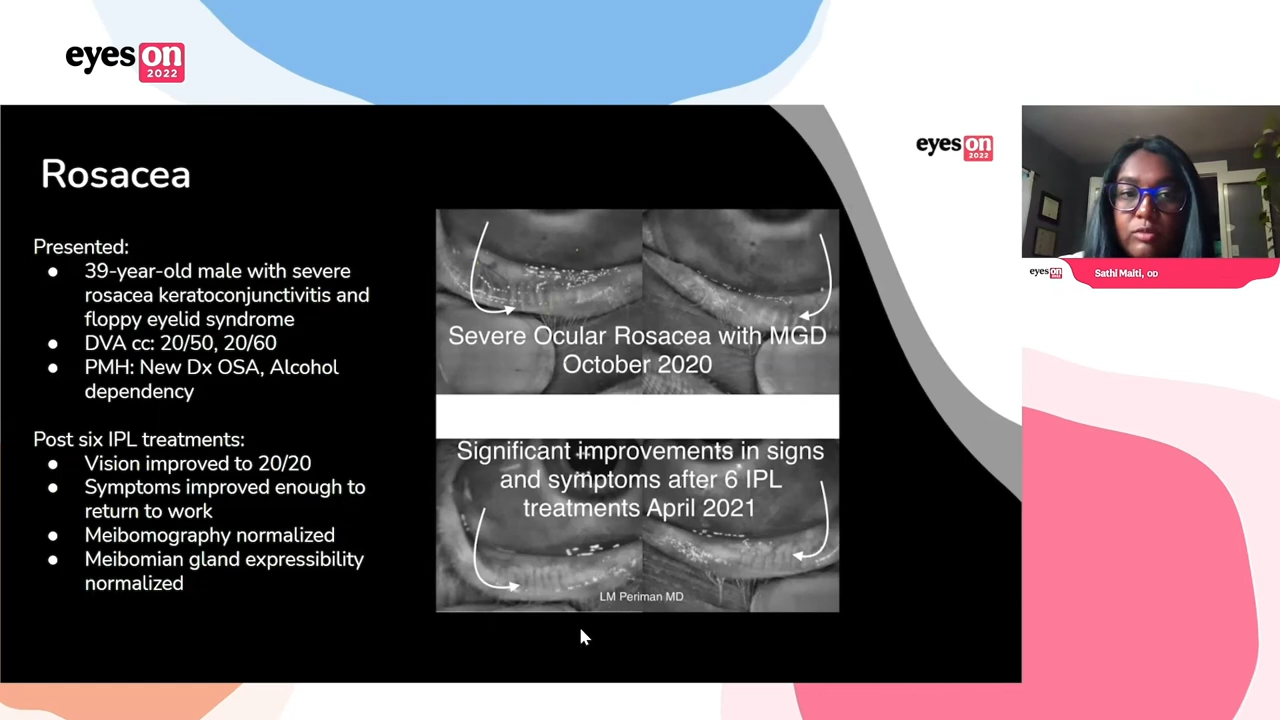 eyes on
2022
eyes on
2022
Rosacea
Presented:
● 39-year-old male with severe
rosacea keratoconjunctivitis and
floppy eyelid syndrome
● DVA cc: 20/50, 20/60
● PMH: New Dx OSA, Alcohol
dependency
Post six IPL treatments:
● Vision improved to 20/20
● Symptoms improved enough to
return to work
● Meibomography normalized
● Meibomian gland expressibility
normalized
Severe Ocular Rosacea with MGD
October 2020
Significant improvements in signs
and symptoms after 6 IPL
treatments April 2021
LM Periman MD
eyes on
Sathi Maiti, OD